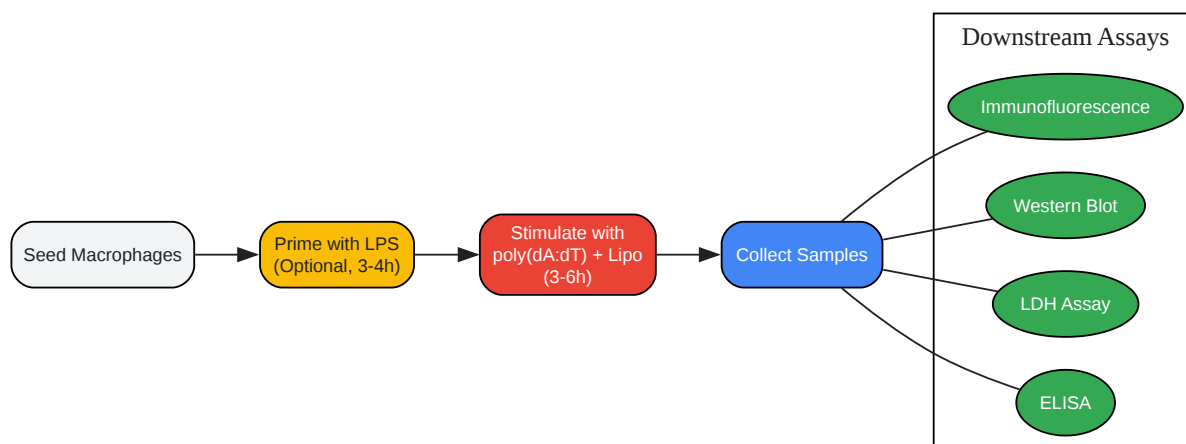 Downstream Assays
Immunofluorescence
Seed Macrophages
Prime with LPS
(Optional, 3-4h)
Stimulate with
poly(dA:dT) + Lipo
(3-6h)
Collect Samples
Western Blot
LDH Assay
ELISA